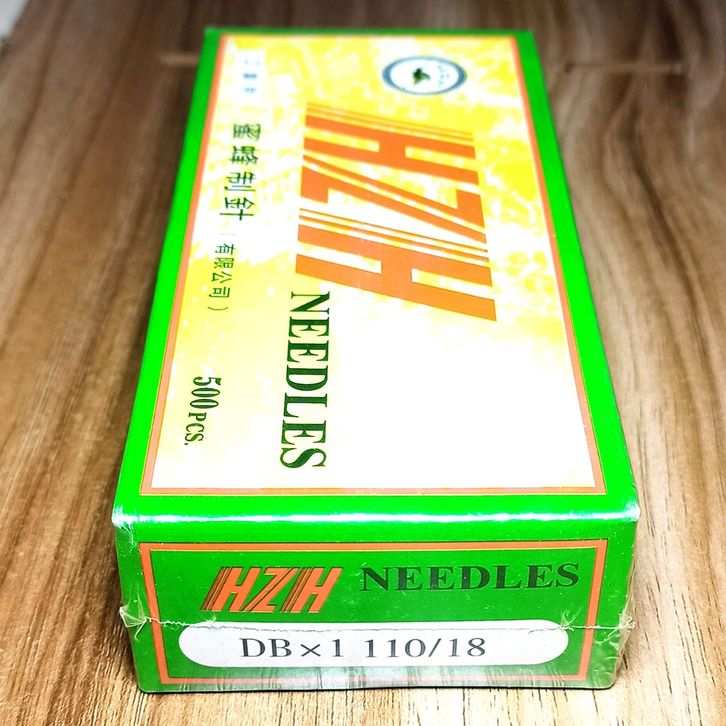 HZH
NEEDLES
蜜蜂制針（有限公司）
500PCS.
HZH NEEDLES
DB×1 110/18